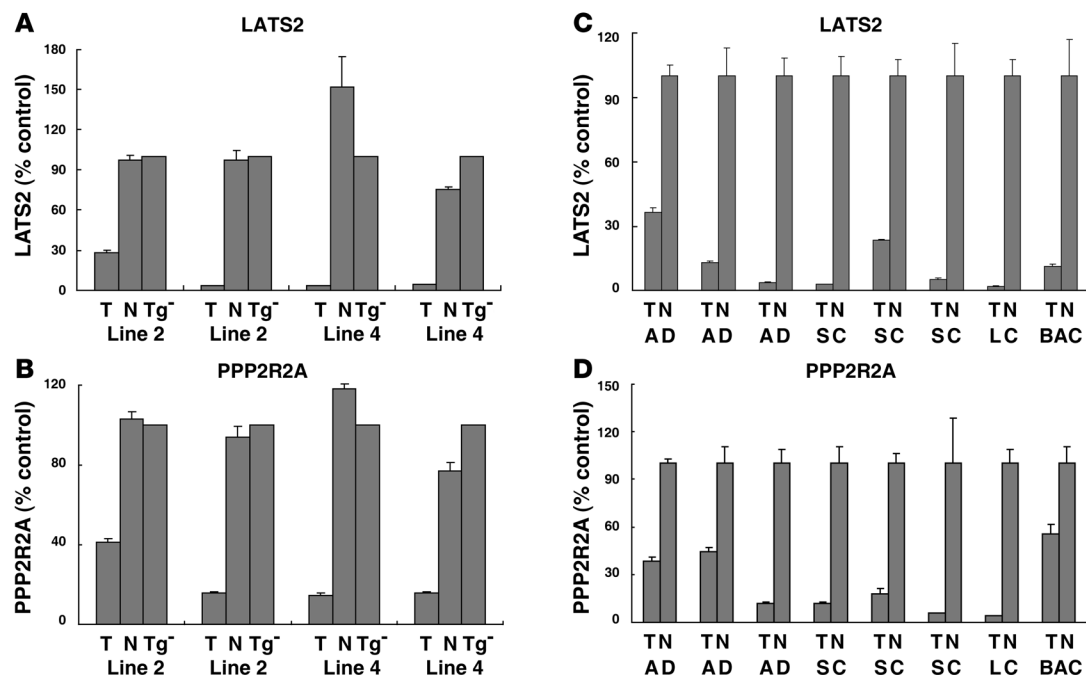 A
LATS2
LATS2 (% control)
180
150
120
90
60
30
0
T N Tg⁻ T N Tg⁻ T N Tg⁻ T N Tg⁻
Line 2 Line 2 Line 4 Line 4
B
PPP2R2A
PPP2R2A (% control)
120
80
40
0
T N Tg⁻ T N Tg⁻ T N Tg⁻ T N Tg⁻
Line 2 Line 2 Line 4 Line 4
C
LATS2
LATS2 (% control)
120
90
60
30
0
TN TN TN TN TN TN TN TN
AD AD AD SC SC SC LC BAC
D
PPP2R2A
PPP2R2A (% control)
150
120
90
60
30
0
TN TN TN TN TN TN TN TN
AD AD AD SC SC SC LC BAC